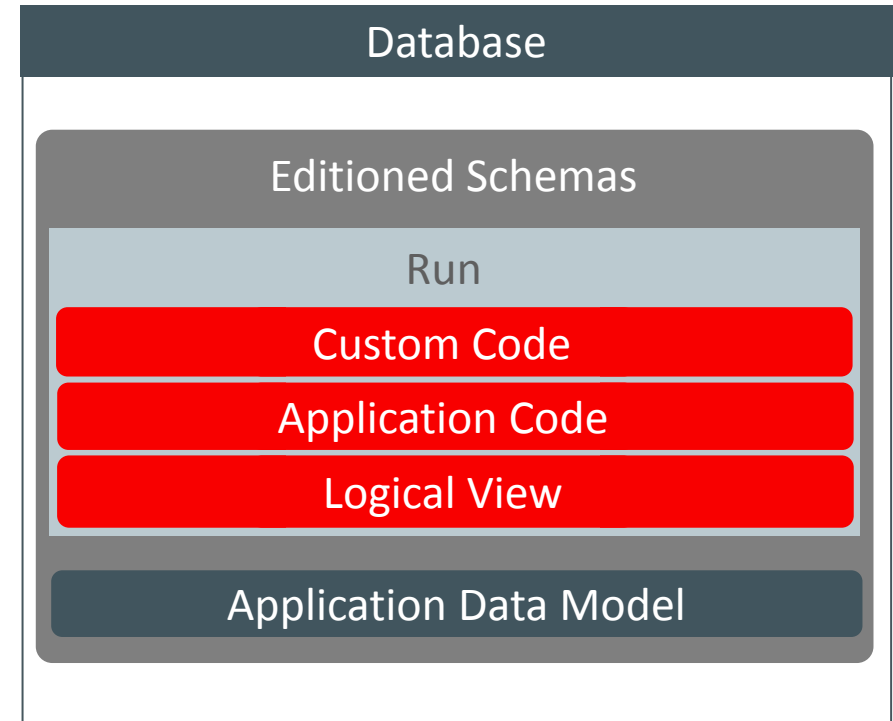 Database
Editioned Schemas
Run
Custom Code
Application Code
Logical View
Application Data Model